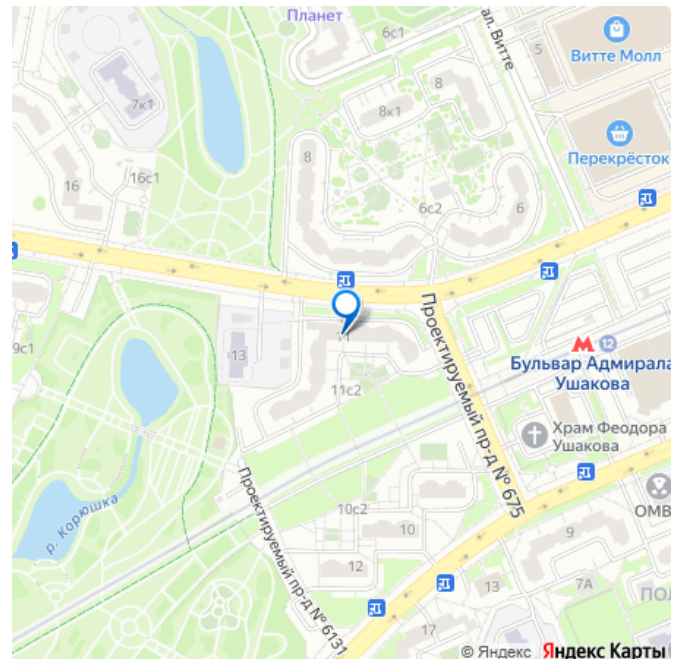 Планет
6с1
ал. Витте
5
Витте Молл
7к1
8
8к1
Перекрёсток
8
16
16с1
6с2
6
9с1
13
11с2
Проектируемый пр-д № 675
М 12
Бульвар Адмирала
Ушакова
Храм Феодора
Ушакова
р. Корюшка
Проектируемый пр-д № 6131
10с2
10
12
9
ОМВ
13
7А
ПО
17
© Яндекс Яндекс Карты